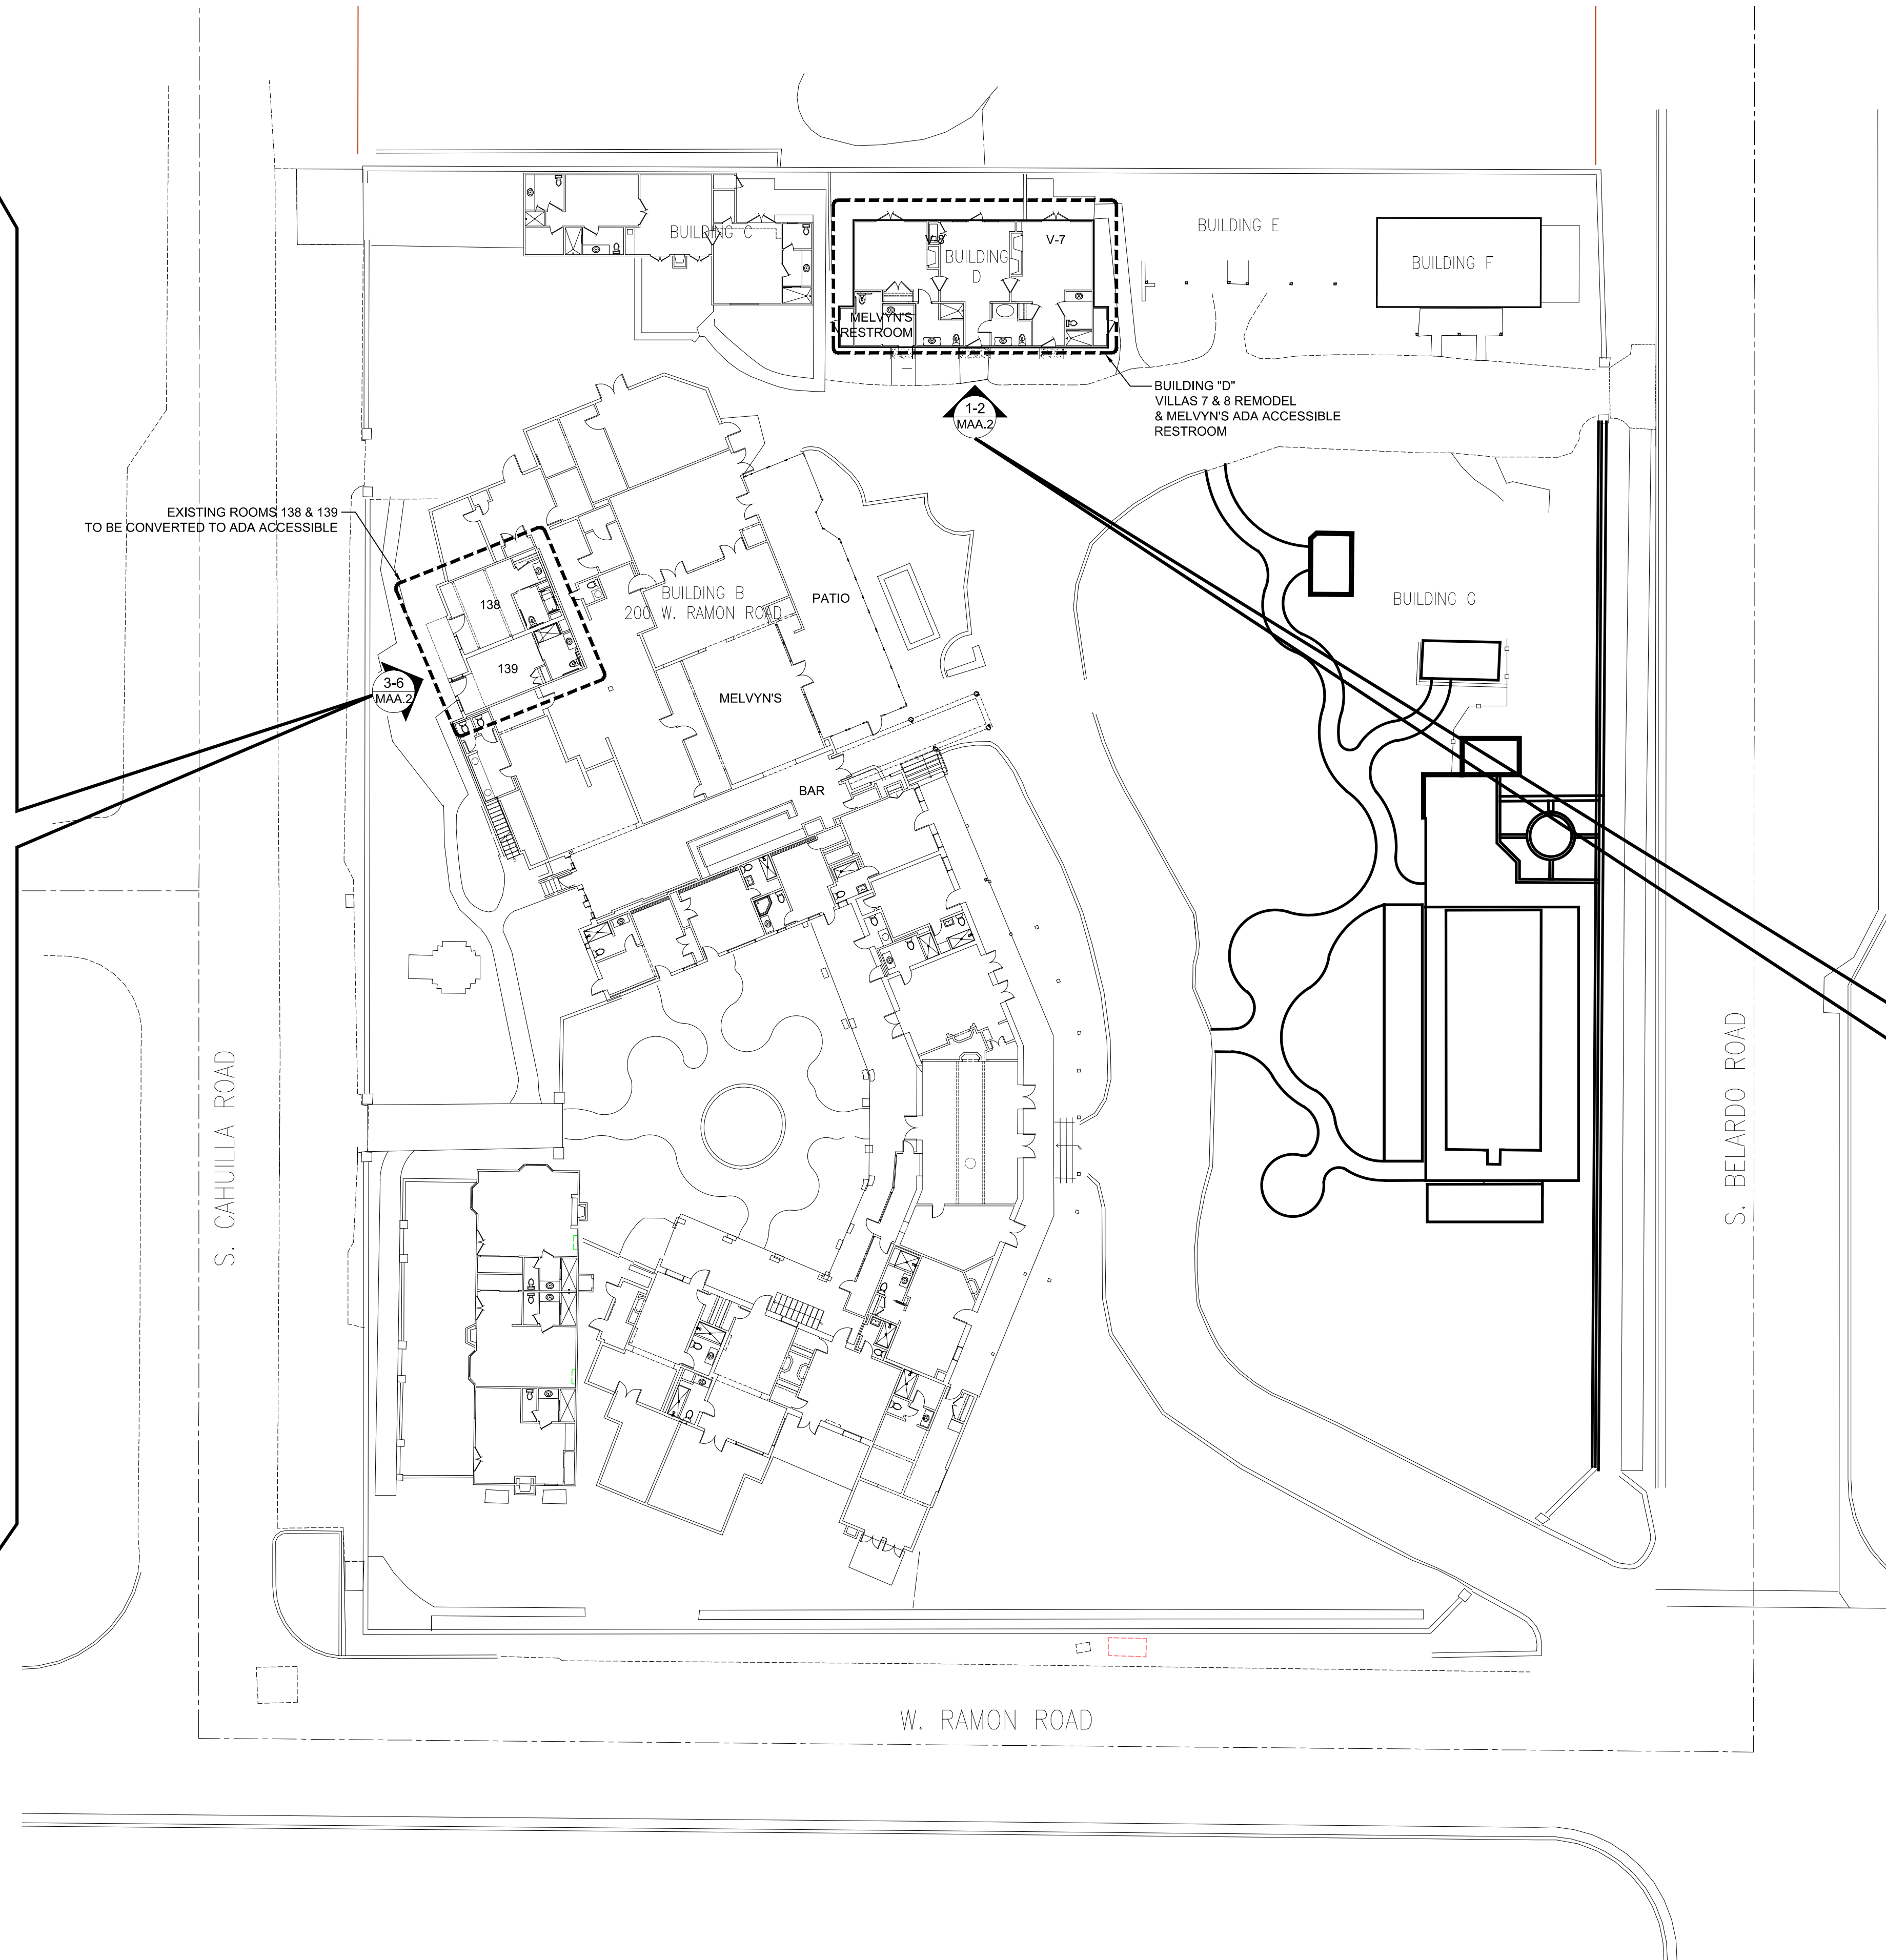 BUILDING C
V-8
V-7
BUILDING
D
MELVYN'S
RESTROOM
BUILDING E
BUILDING F
BUILDING "D"
VILLAS 7 & 8 REMODEL
& MELVYN'S ADA ACCESSIBLE
RESTROOM
1-2
MAA.2
EXISTING ROOMS 138 & 139
TO BE CONVERTED TO ADA ACCESSIBLE
138
139
3-6
MAA.2
BUILDING B
200 W. RAMON ROAD
PATIO
MELVYN'S
BAR
BUILDING G
S. CAHUILLA ROAD
S. BELARDO ROAD
W. RAMON ROAD